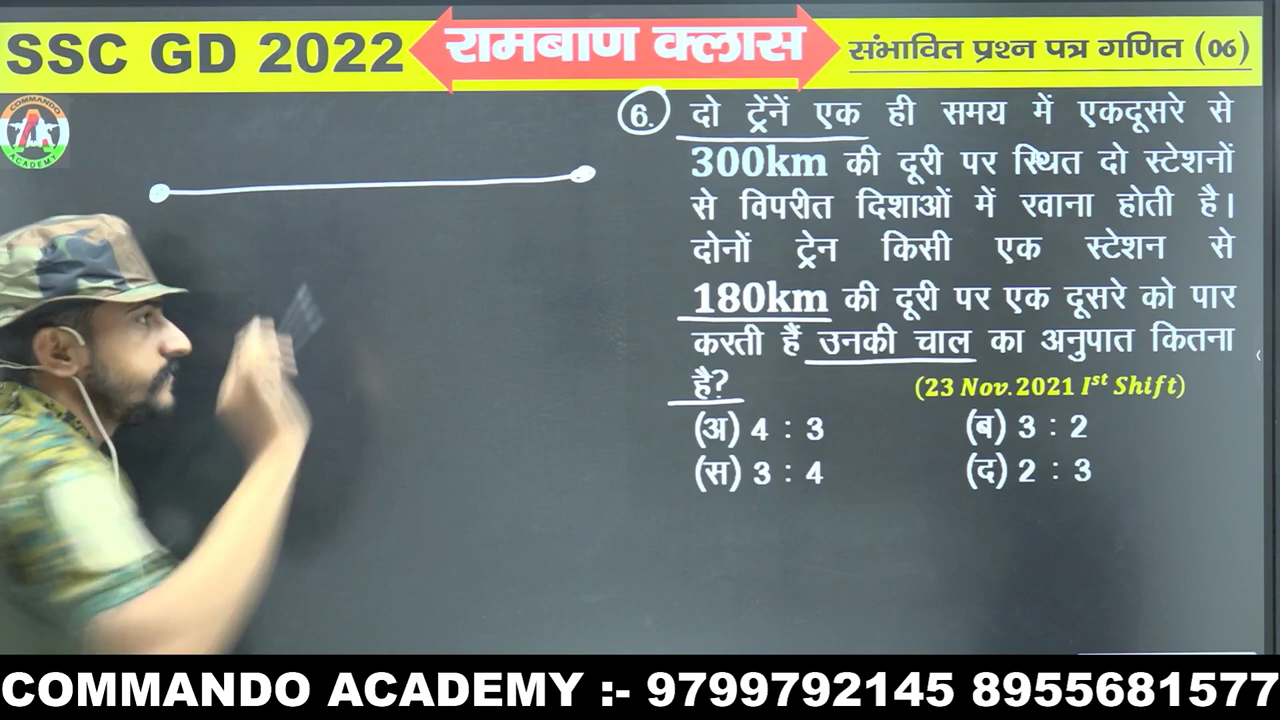 SSC GD 2022
रामबाण क्लास
संभावित प्रश्न पत्र गणित (06)
COMMANDO
ACADEMY
6. दो ट्रेंनें एक ही समय में एकदूसरे से
300km की दूरी पर स्थित दो स्टेशनों
से विपरीत दिशाओं में रवाना होती है।
दोनों ट्रेन किसी एक स्टेशन से
180km की दूरी पर एक दूसरे को पार
करती हैं उनकी चाल का अनुपात कितना
है?
(23 Nov.2021 Iˢᵗ Shift)
(अ) 4 : 3 (ब) 3 : 2
(स) 3 : 4 (द) 2 : 3
COMMANDO ACADEMY :- 9799792145 8955681577